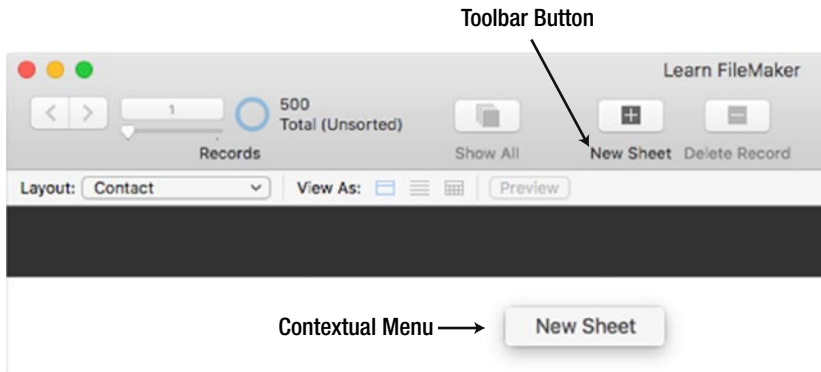 Toolbar Button
Learn FileMaker
1
500
Total (Unsorted)
Records
Show All
New Sheet
Delete Record
Layout: Contact
View As:
Preview
Contextual Menu
New Sheet